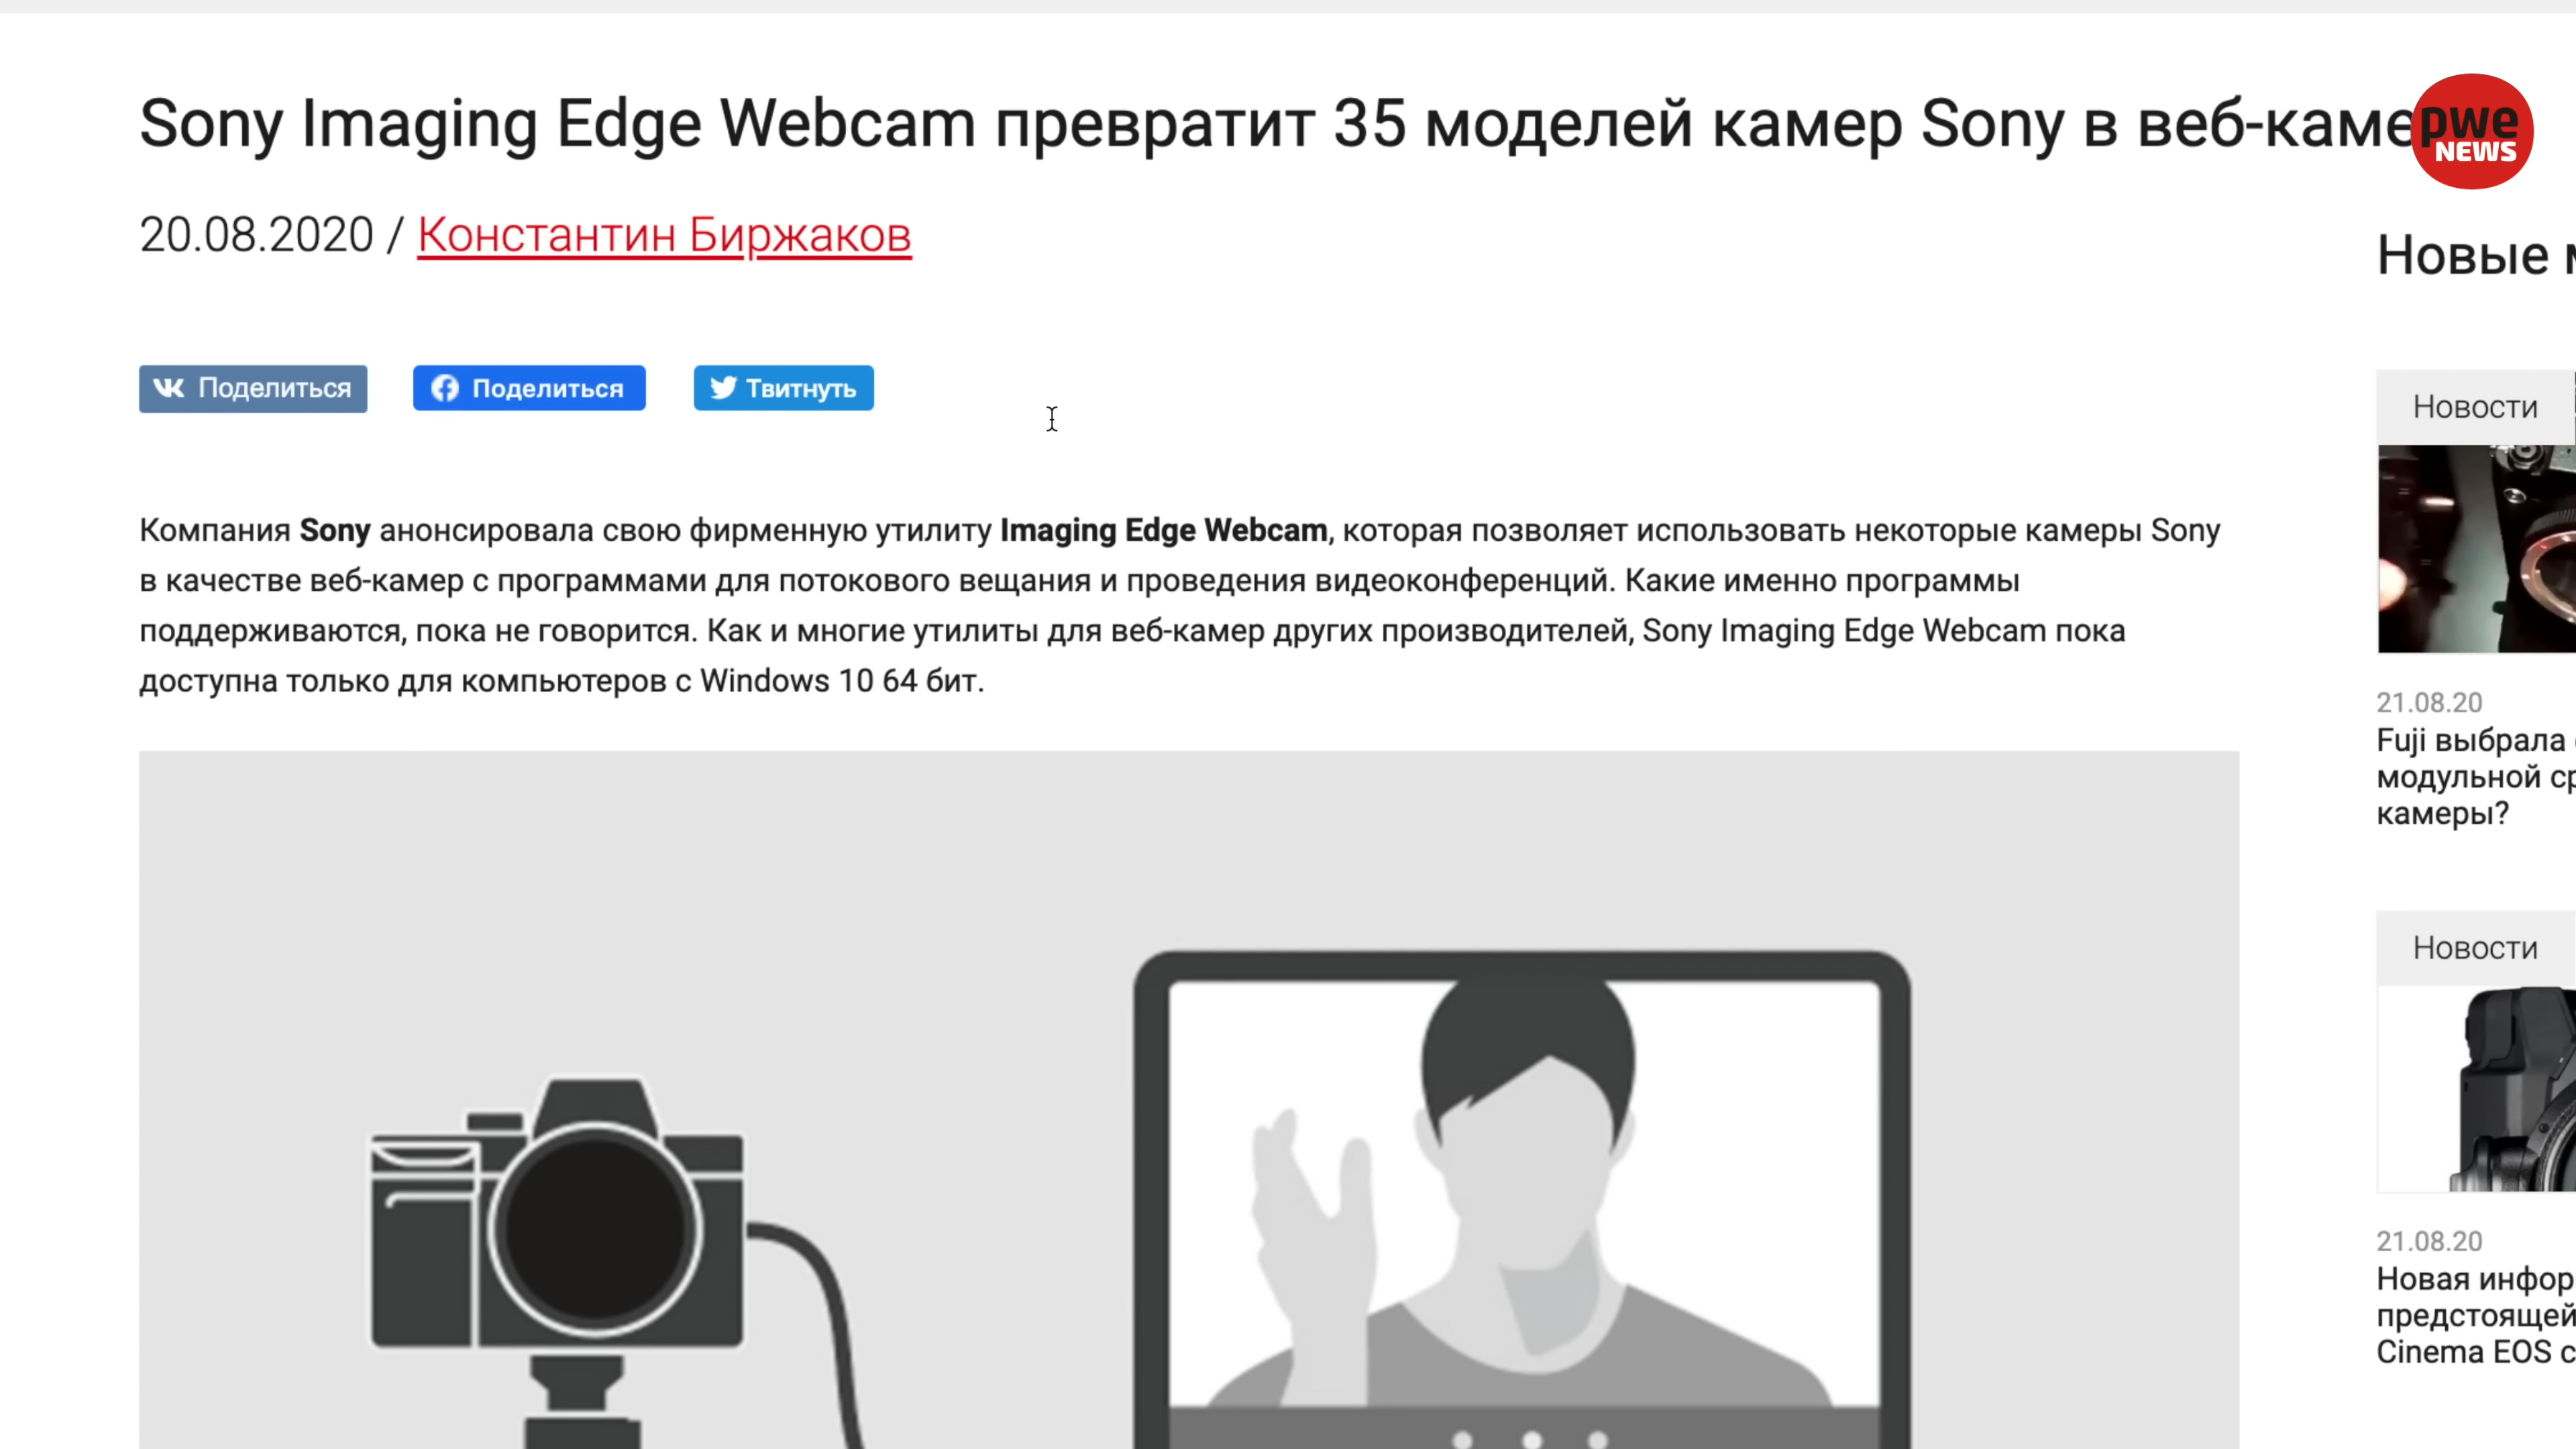 Sony Imaging Edge Webcam превратит 35 моделей камер Sony в веб-каме
pwe
NEWS
20.08.2020 / Константин Биржаков
Поделиться
Поделиться
Твитнуть
Компания Sony анонсировала свою фирменную утилиту Imaging Edge Webcam, которая позволяет использовать некоторые камеры Sony
в качестве веб-камер с программами для потокового вещания и проведения видеоконференций. Какие именно программы
поддерживаются, пока не говорится. Как и многие утилиты для веб-камер других производителей, Sony Imaging Edge Webcam пока
доступна только для компьютеров с Windows 10 64 бит.
Новые
Новости
21.08.20
Fuji выбрала
модульной ср
камеры?
Новости
21.08.20
Новая инфор
предстоящей
Cinema EOS с